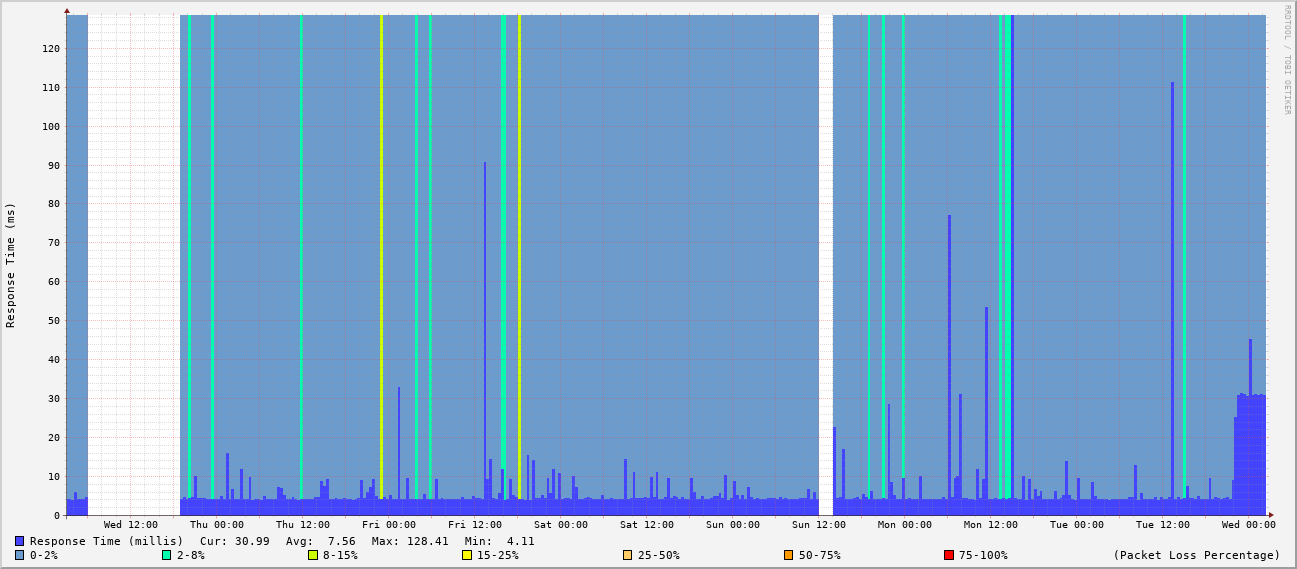 RRDTOOL / TOBI OETIKER
Response Time (ms)
120
110
100
90
80
70
60
50
40
30
20
10
0
Wed 12:00 Thu 00:00 Thu 12:00 Fri 00:00 Fri 12:00 Sat 00:00 Sat 12:00 Sun 00:00 Sun 12:00 Mon 00:00 Mon 12:00 Tue 00:00 Tue 12:00 Wed 00:00
Response Time (millis) Cur: 30.99 Avg: 7.56 Max: 128.41 Min: 4.11
0-2% 2-8% 8-15% 15-25% 25-50% 50-75% 75-100% (Packet Loss Percentage)